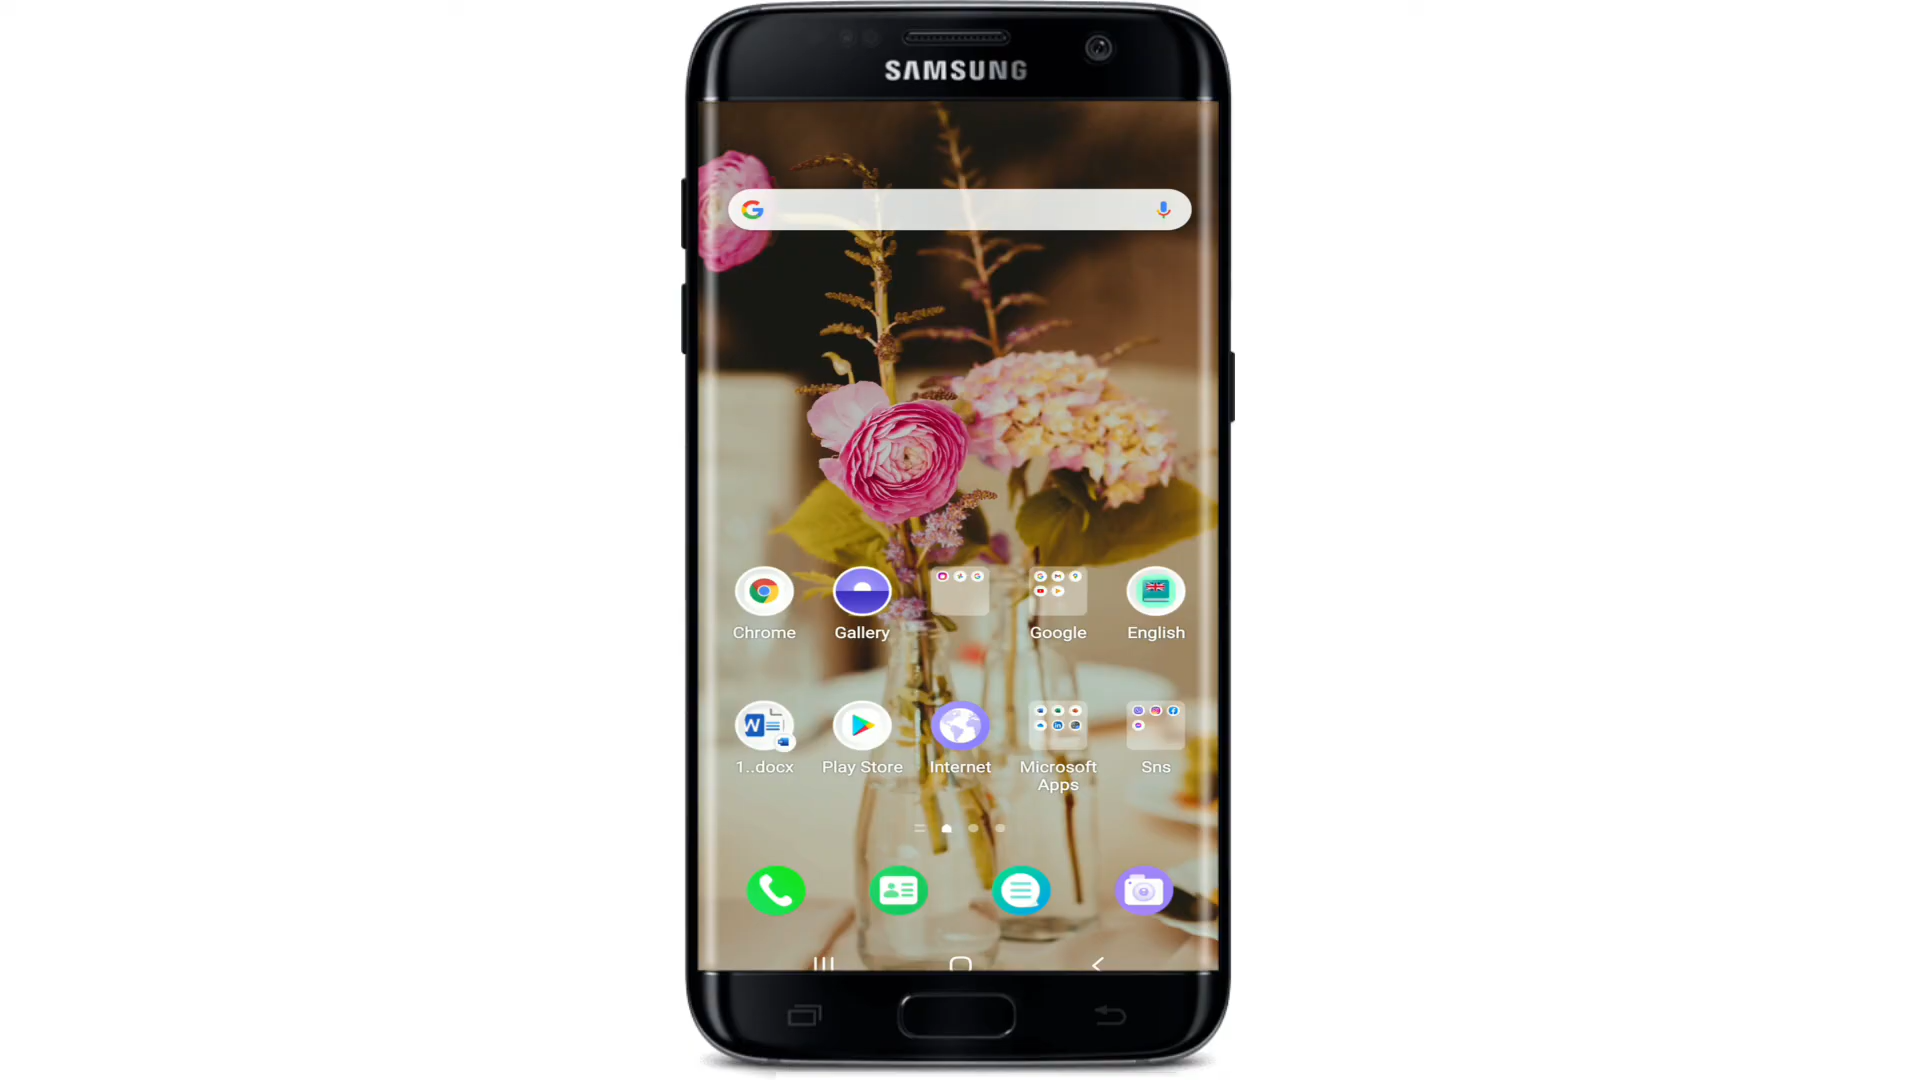 SAMSUNG
Chrome
Gallery
Google
English
1..docx
Play Store
Internet
Microsoft
Apps
Sns